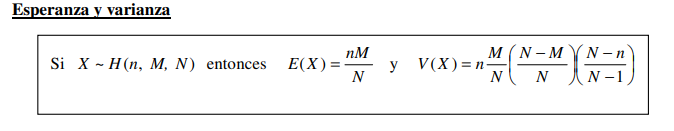 Esperanza y varianza
Si X ~ H(n, M, N) entonces E(X) = nM/N y V(X) = n M/N ((N − M)/N) ((N − n)/(N − 1))